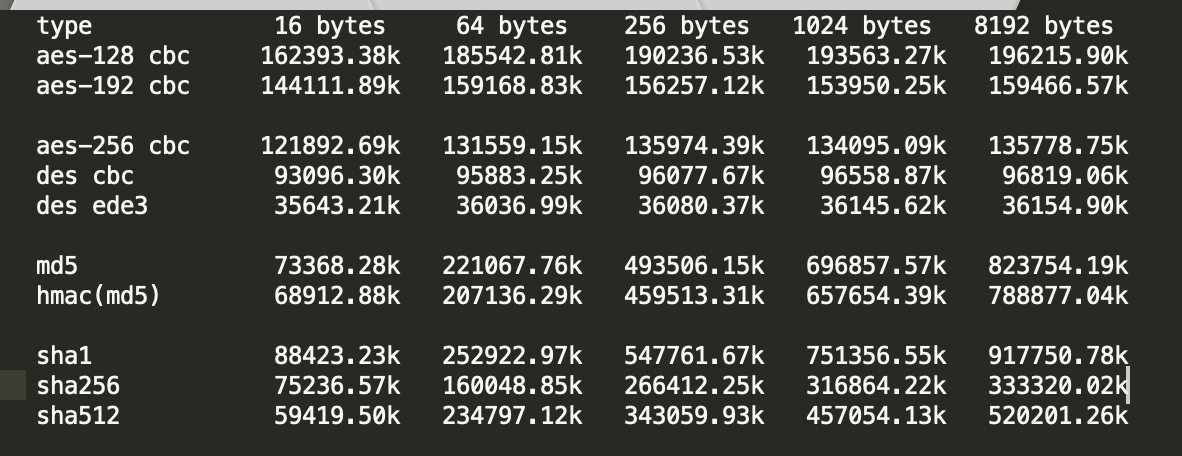 type 16 bytes 64 bytes 256 bytes 1024 bytes 8192 bytes
aes-128 cbc 162393.38k 185542.81k 190236.53k 193563.27k 196215.90k
aes-192 cbc 144111.89k 159168.83k 156257.12k 153950.25k 159466.57k
aes-256 cbc 121892.69k 131559.15k 135974.39k 134095.09k 135778.75k
des cbc 93096.30k 95883.25k 96077.67k 96558.87k 96819.06k
des ede3 35643.21k 36036.99k 36080.37k 36145.62k 36154.90k
md5 73368.28k 221067.76k 493506.15k 696857.57k 823754.19k
hmac(md5) 68912.88k 207136.29k 459513.31k 657654.39k 788877.04k
sha1 88423.23k 252922.97k 547761.67k 751356.55k 917750.78k
sha256 75236.57k 160048.85k 266412.25k 316864.22k 333320.02k
sha512 59419.50k 234797.12k 343059.93k 457054.13k 520201.26k